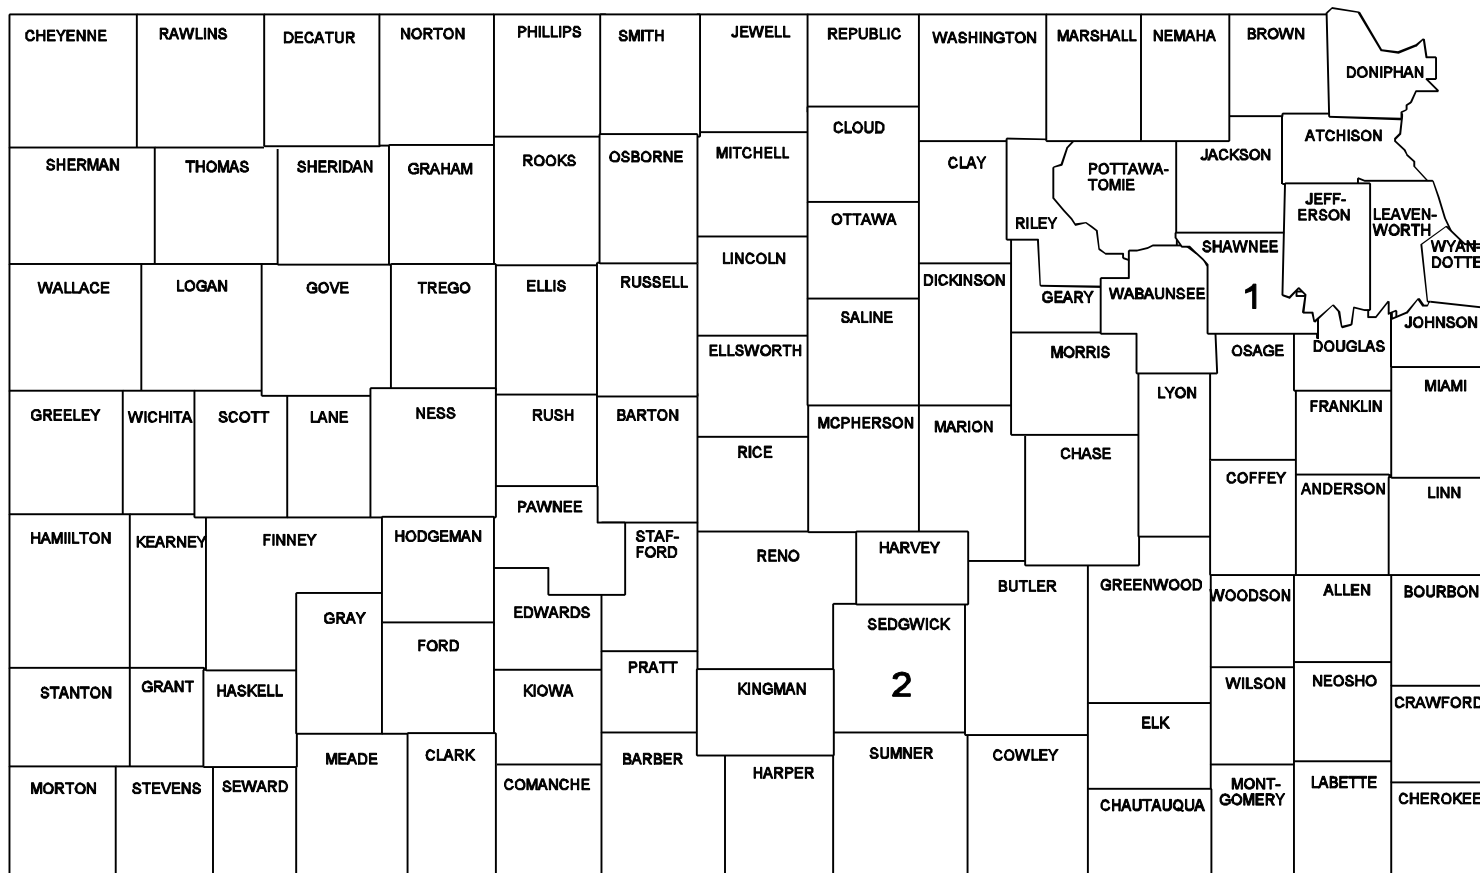 CHEYENNE
RAWLINS
DECATUR
NORTON
PHILLIPS
SMITH
JEWELL
REPUBLIC
WASHINGTON
MARSHALL
NEMAHA
BROWN
DONIPHAN
CLOUD
ATCHISON
SHERMAN
THOMAS
SHERIDAN
GRAHAM
ROOKS
OSBORNE
MITCHELL
CLAY
POTTAWA-
TOMIE
JACKSON
OTTAWA
RILEY
JEFF-
ERSON
LEAVEN-
WORTH
WYAN-
DOTTE
SHAWNEE
1
WALLACE
LOGAN
GOVE
TREGO
ELLIS
RUSSELL
LINCOLN
DICKINSON
GEARY
WABAUNSEE
SALINE
JOHNSON
ELLSWORTH
MORRIS
OSAGE
DOUGLAS
GREELEY
WICHITA
SCOTT
LANE
NESS
RUSH
BARTON
MCPHERSON
MARION
LYON
FRANKLIN
MIAMI
RICE
CHASE
COFFEY
ANDERSON
LINN
HAMIILTON
KEARNEY
FINNEY
HODGEMAN
PAWNEE
STAF-
FORD
RENO
HARVEY
BUTLER
GREENWOOD
WOODSON
ALLEN
BOURBON
GRAY
FORD
EDWARDS
SEDGWICK
2
STANTON
GRANT
HASKELL
KIOWA
PRATT
KINGMAN
ELK
WILSON
NEOSHO
CRAWFORD
MORTON
STEVENS
SEWARD
MEADE
CLARK
COMANCHE
BARBER
HARPER
SUMNER
COWLEY
CHAUTAUQUA
MONT-
GOMERY
LABETTE
CHEROKEE